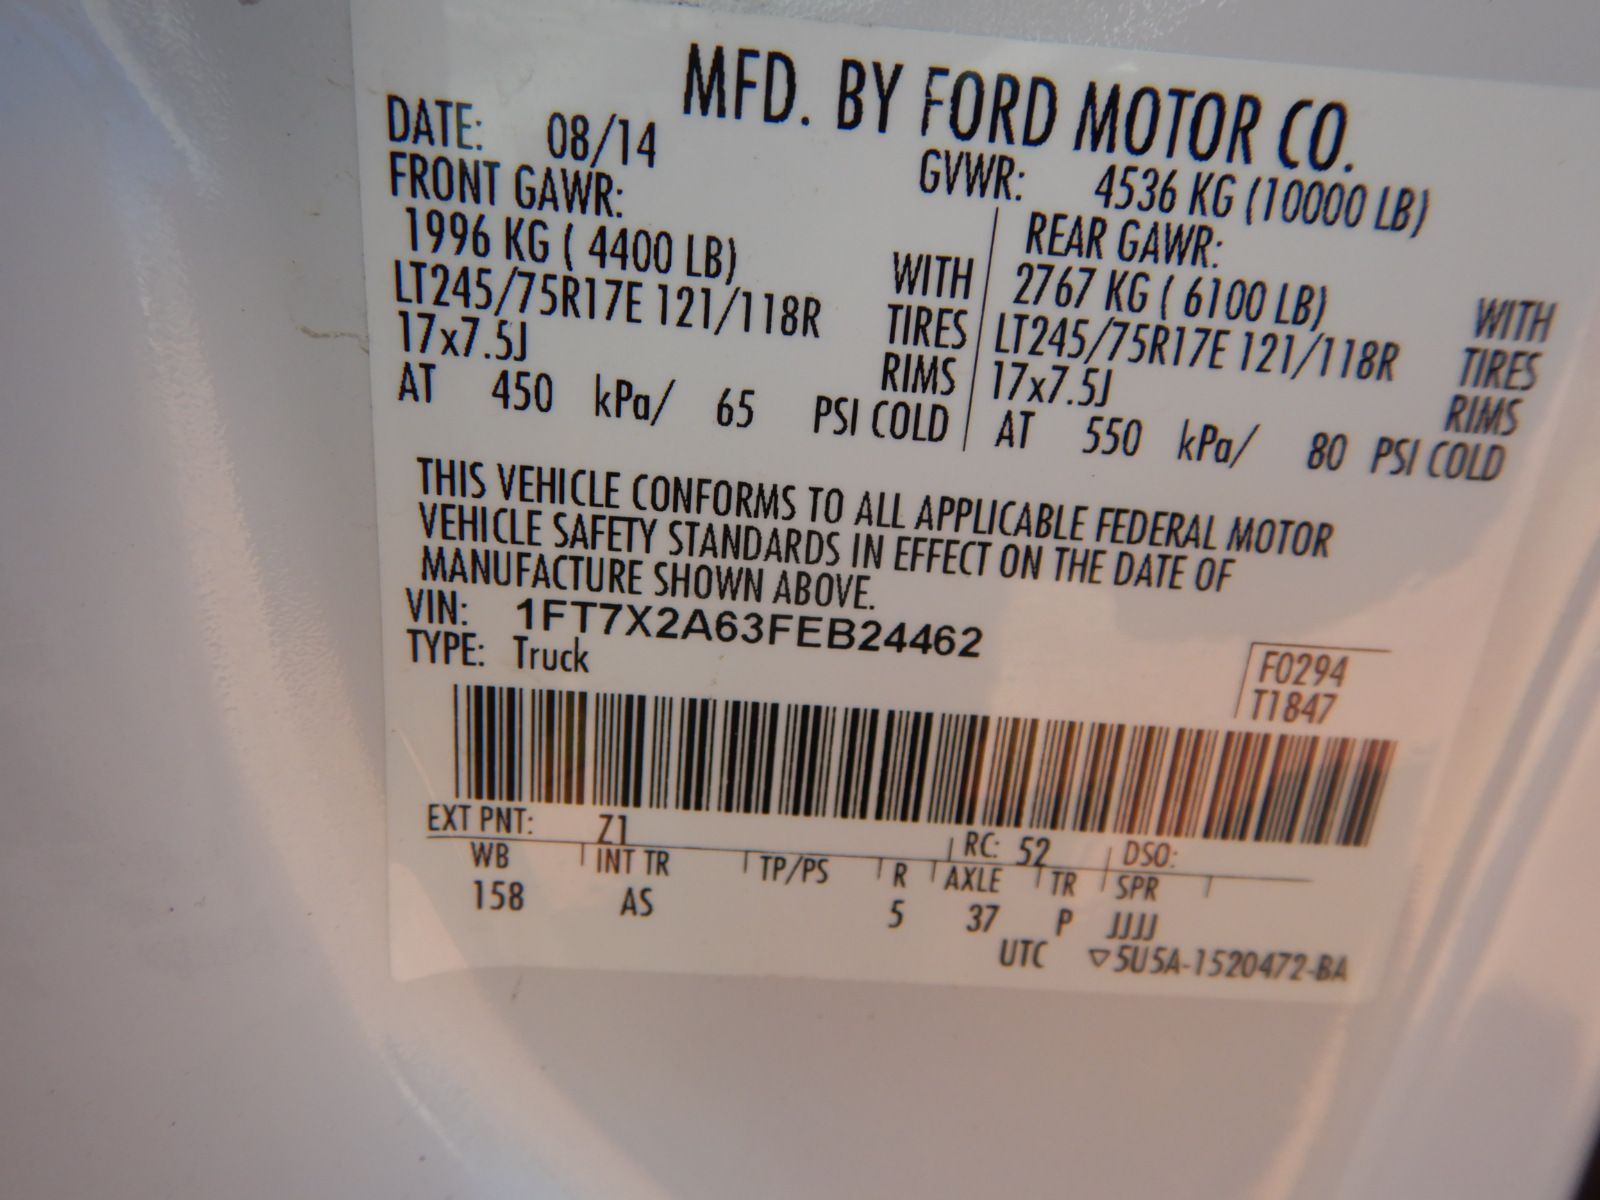 MFD. BY FORD MOTOR CO.
DATE: 08/14 GVWR: 4536 KG (10000 LB)
FRONT GAWR: REAR GAWR:
1996 KG ( 4400 LB) WITH 2767 KG ( 6100 LB) WITH
LT245/75R17E 121/118R TIRES LT245/75R17E 121/118R TIRES
17x7.5J RIMS 17x7.5J RIMS
AT 450 kPa/ 65 PSI COLD AT 550 kPa/ 80 PSI COLD
THIS VEHICLE CONFORMS TO ALL APPLICABLE FEDERAL MOTOR
VEHICLE SAFETY STANDARDS IN EFFECT ON THE DATE OF
MANUFACTURE SHOWN ABOVE.
VIN: 1FT7X2A63FEB24462
TYPE: Truck
F0294
T1847
EXT PNT: Z1 RC: 52 DSO:
WB INT TR TP/PS R AXLE TR SPR
158 AS 5 37 P JJJJ
UTC ▽5U5A-1520472-BA